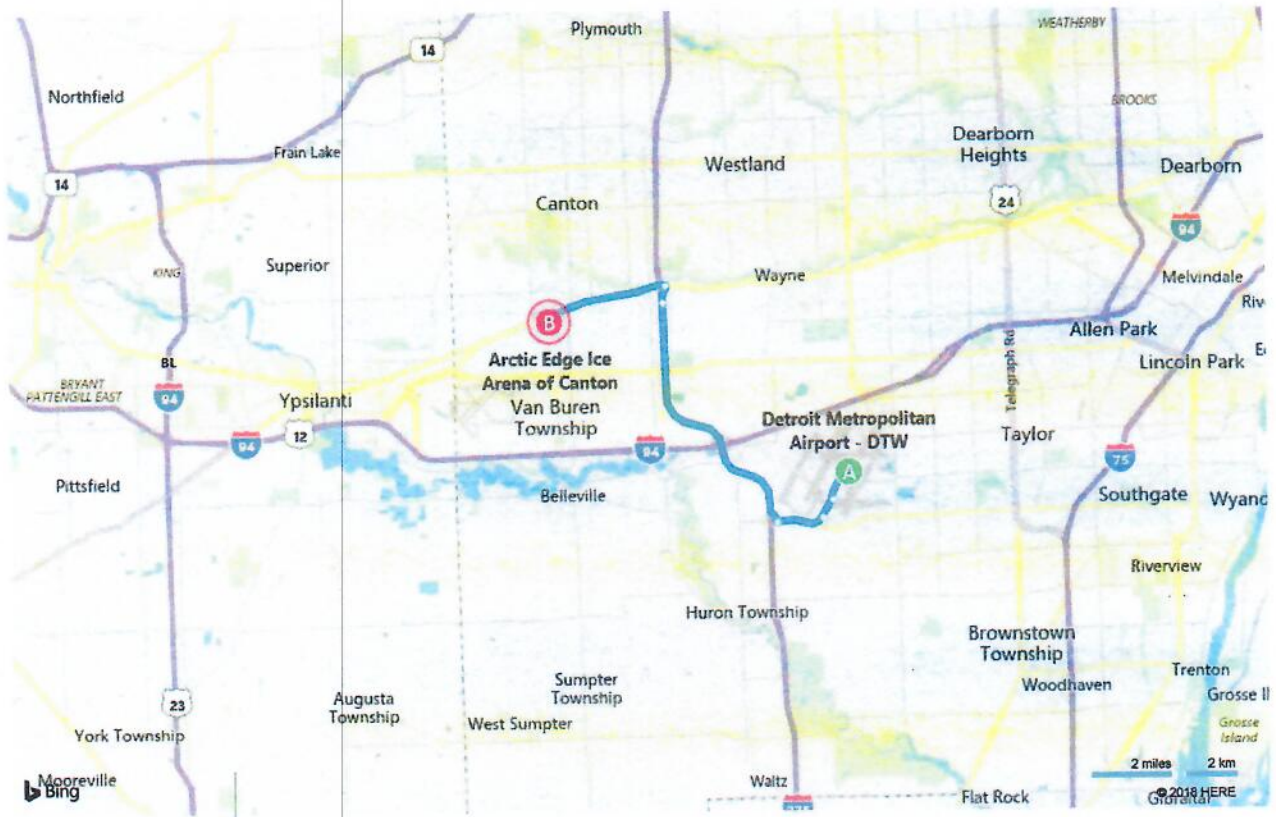 WEATHERBY
Plymouth
14
Northfield
BROOKS
Frain Lake
Westland
Dearborn
Heights
Dearborn
14
Canton
24
94
KING
Superior
Wayne
Melvindale
B
Allen Park
Arctic Edge Ice
Arena of Canton
Lincoln Park
BL
94
BRYANT
PATTENGILL EAST
Ypsilanti
Van Buren
Township
Telegraph Rd
Detroit Metropolitan
Airport - DTW
12
94
94
Taylor
75
A
Pittsfield
Belleville
Southgate
Riverview
Huron Township
Brownstown
Township
Sumpter
Township
Trenton
Woodhaven
Augusta
Township
Grosse
Island
23
West Sumpter
York Township
2 miles
2 km
Mooreville
Bing
Waltz
Flat Rock
© 2018 HERE
Gibraltar